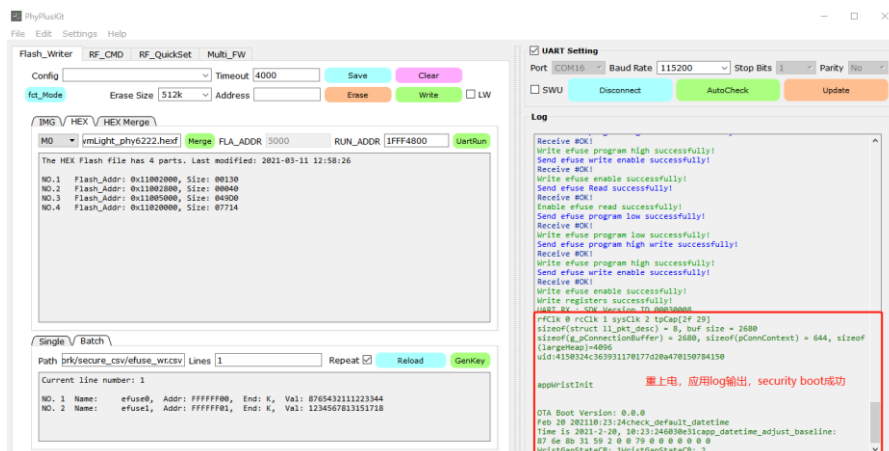 PhyPlusKit
File Edit Settings Help
Flash_Writer RF_CMD RF_QuickSet Multi_FW
Config Timeout 4000 Save Clear
fct_Mode Erase Size 512k Address Erase Write LW
IMG HEX HEX Merge
M0 vmLight_phy6222.hexf Merge FLA_ADDR 5000 RUN_ADDR 1FFF4800 UartRun
The HEX Flash file has 4 parts. Last modified: 2021-03-11 12:58:26
NO.1 Flash_Addr: 0x11002000, Size: 00130
NO.2 Flash_Addr: 0x11002800, Size: 00040
NO.3 Flash_Addr: 0x11005000, Size: 049D0
NO.4 Flash_Addr: 0x11020000, Size: 07714
Single Batch
Path ork/secure_csv/efuse_wr.csv Lines 1 Repeat Reload GenKey
Current line number: 1
NO. 1 Name: efuse0, Addr: FFFFFF00, End: K, Val: 8765432111223344
NO. 2 Name: efuse1, Addr: FFFFFF01, End: K, Val: 1234567813151718
UART Setting
Port COM16 Baud Rate 115200 Stop Bits 1 Parity No
SWU Disconnect AutoCheck Update
Log
Receive #OK!
Write efuse program high successfully!
Send efuse write enable successfully!
Receive #OK!
Write efuse enable successfully!
Send efuse Read successfully!
Receive #OK!
Enable efuse read successfully!
Send efuse program low successfully!
Receive #OK!
Write efuse program low successfully!
Send efuse program high write successfully!
Receive #OK!
Write efuse program high successfully!
Send efuse write enable successfully!
Receive #OK!
Write efuse enable successfully!
Write registers successfully!
UART RX : SDK Version ID 00030008
rfClk 0 rcClk 1 sysClk 2 tpCap[2f 29]
sizeof(struct ll_pkt_desc) = 8, buf size = 2680
sizeof(g_pConnectionBuffer) = 2680, sizeof(pConnContext) = 644, sizeof
(largeHeap)=4096
uid:4150324c363931170177d20a470150784150
appWristInit
重上电，应用log输出，security boot成功
OTA Boot Version: 0.0.0
Feb 20 202110:23:24check_default_datetime
Time is 2021-2-20, 10:23:246030e31capp_datetime_adjust_baseline:
87 6e 8b 31 59 2 0 0 79 0 0 0 0 0 0 0
WristGapStateCB: 1WristGapStateCB: 2